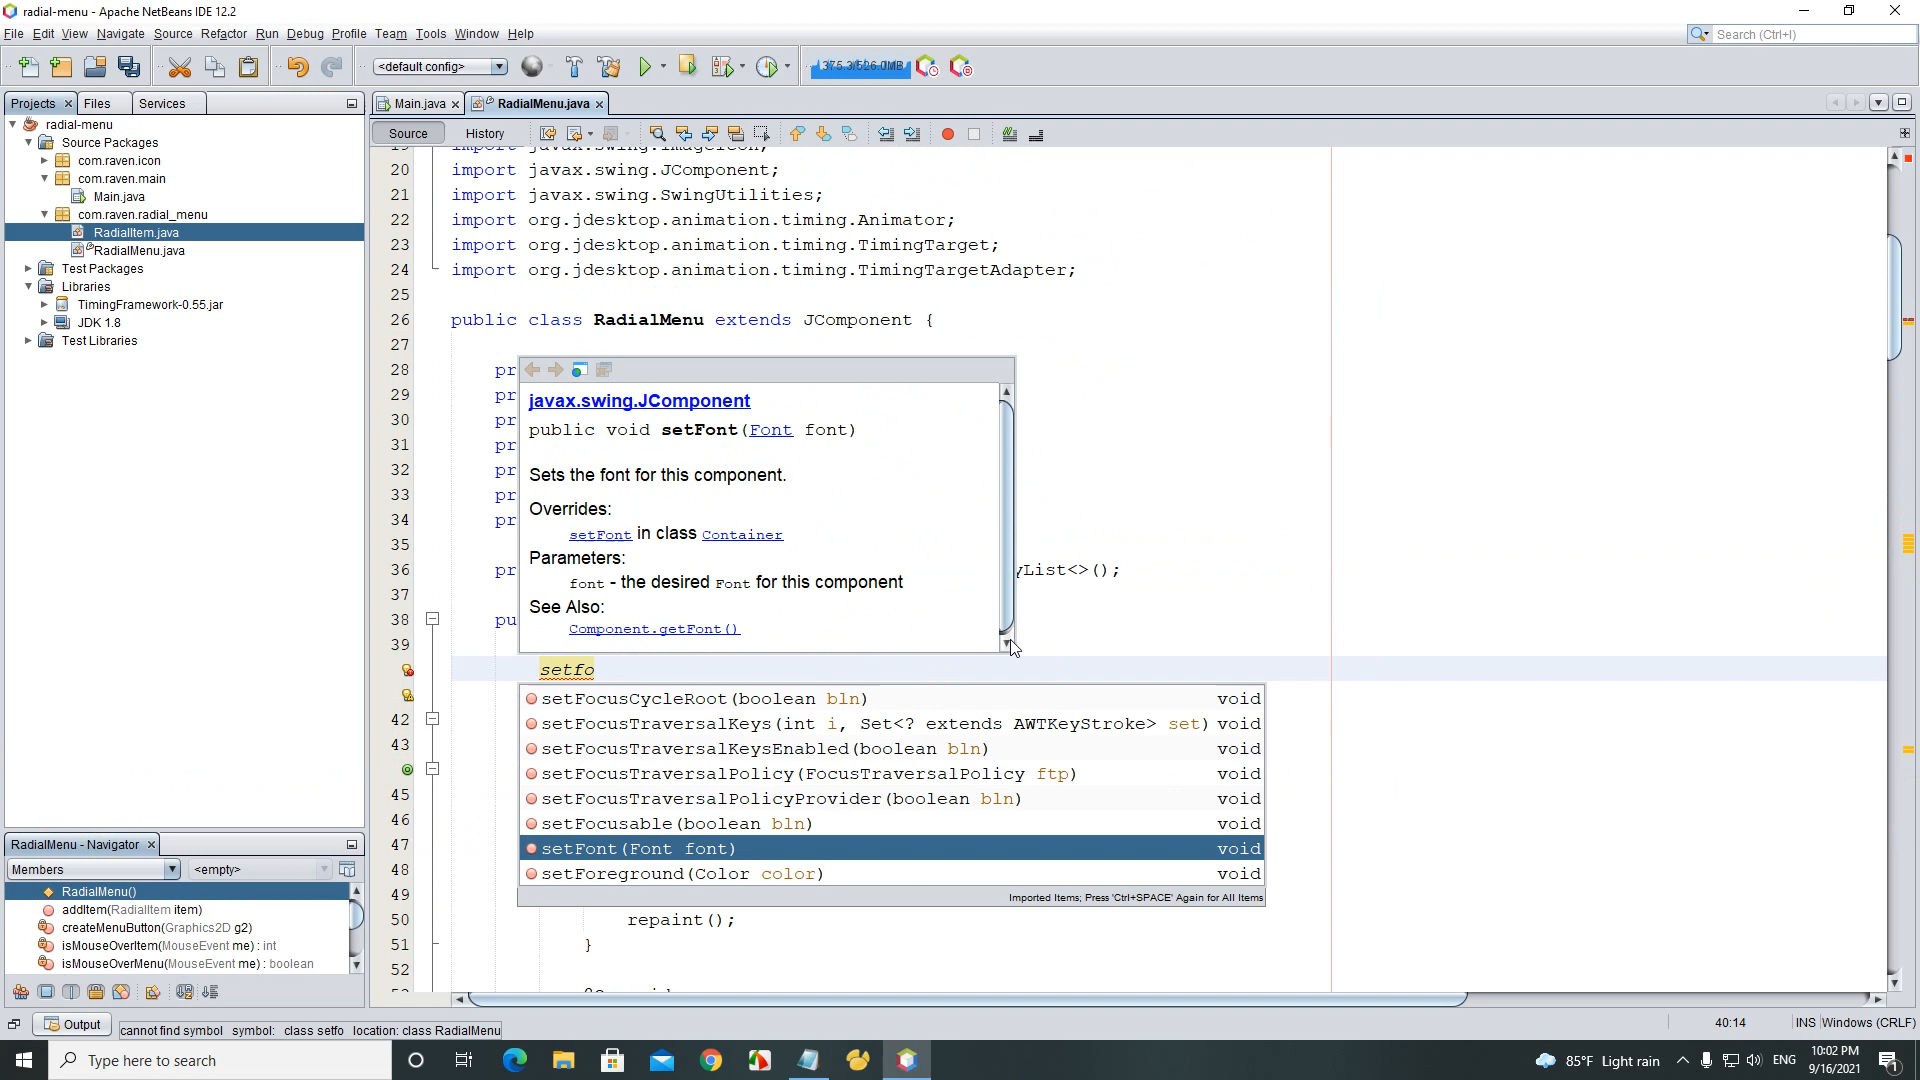 radial-menu - Apache NetBeans IDE 12.2
File Edit View Navigate Source Refactor Run Debug Profile Team Tools Window Help
Search (Ctrl+I)
<default config>
375.3/526.0MB
Projects Files Services
Main.java RadialMenu.java
Source History
radial-menu
Source Packages
com.raven.icon
com.raven.main
Main.java
com.raven.radial_menu
RadialItem.java
RadialMenu.java
Test Packages
Libraries
TimingFramework-0.55.jar
JDK 1.8
Test Libraries
19 import javax.swing.ImageIcon;
20 import javax.swing.JComponent;
21 import javax.swing.SwingUtilities;
22 import org.jdesktop.animation.timing.Animator;
23 import org.jdesktop.animation.timing.TimingTarget;
24 import org.jdesktop.animation.timing.TimingTargetAdapter;
25
26 public class RadialMenu extends JComponent {
27
28 pr
29 pr
30 pr
31 pr
32 pr
33 pr
34 pr
35
36 pr yList<>();
37
38 pu
39
setfo
42
43
45
46
47
48
49
50 repaint();
51 }
52
javax.swing.JComponent
public void setFont(Font font)
Sets the font for this component.
Overrides:
setFont in class Container
Parameters:
font - the desired Font for this component
See Also:
Component.getFont()
setFocusCycleRoot(boolean bln) void
setFocusTraversalKeys(int i, Set<? extends AWTKeyStroke> set) void
setFocusTraversalKeysEnabled(boolean bln) void
setFocusTraversalPolicy(FocusTraversalPolicy ftp) void
setFocusTraversalPolicyProvider(boolean bln) void
setFocusable(boolean bln) void
setFont(Font font) void
setForeground(Color color) void
Imported Items; Press 'Ctrl+SPACE' Again for All Items
RadialMenu - Navigator
Members <empty>
RadialMenu()
addItem(RadialItem item)
createMenuButton(Graphics2D g2)
isMouseOverItem(MouseEvent me) : int
isMouseOverMenu(MouseEvent me) : boolean
Output
cannot find symbol symbol: class setfo location: class RadialMenu
40:14 INS Windows (CRLF)
Type here to search
85°F Light rain
ENG
10:02 PM
9/16/2021
1